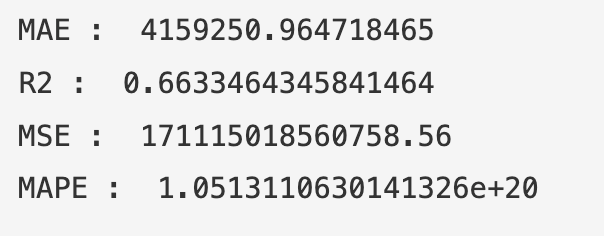 MAE :  4159250.964718465
R2 :  0.6633464345841464
MSE :  171115018560758.56
MAPE :  1.0513110630141326e+20